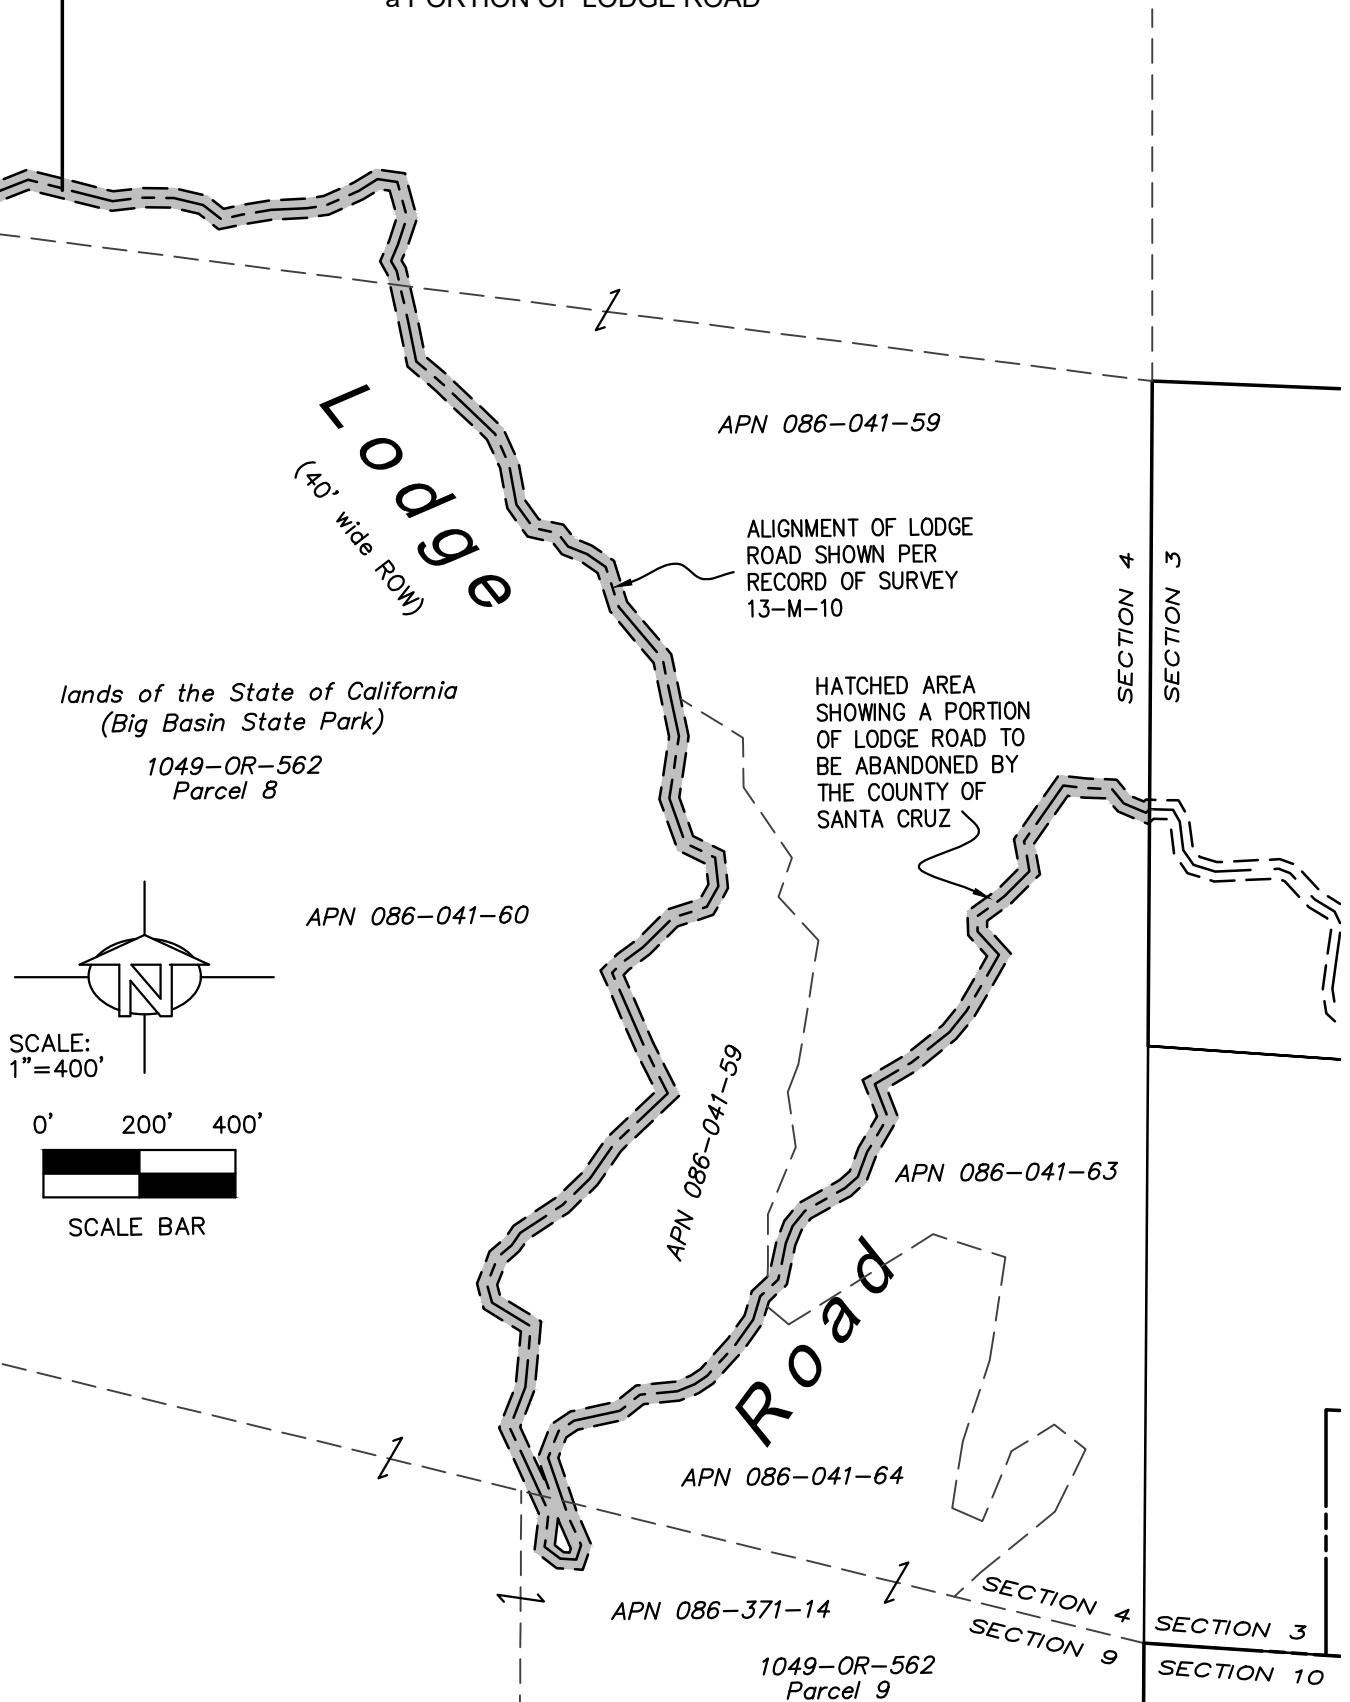 a PORTION OF LODGE ROAD
APN 086-041-59
Lodge
(40' wide ROW)
ALIGNMENT OF LODGE
ROAD SHOWN PER
RECORD OF SURVEY
13-M-10
SECTION 4
SECTION 3
lands of the State of California
(Big Basin State Park)
1049-OR-562
Parcel 8
HATCHED AREA
SHOWING A PORTION
OF LODGE ROAD TO
BE ABANDONED BY
THE COUNTY OF
SANTA CRUZ
APN 086-041-60
N
SCALE:
1"=400'
0' 200' 400'
SCALE BAR
APN 086-041-59
APN 086-041-63
Road
APN 086-041-64
APN 086-371-14
SECTION 4
SECTION 3
SECTION 9
SECTION 10
1049-OR-562
Parcel 9